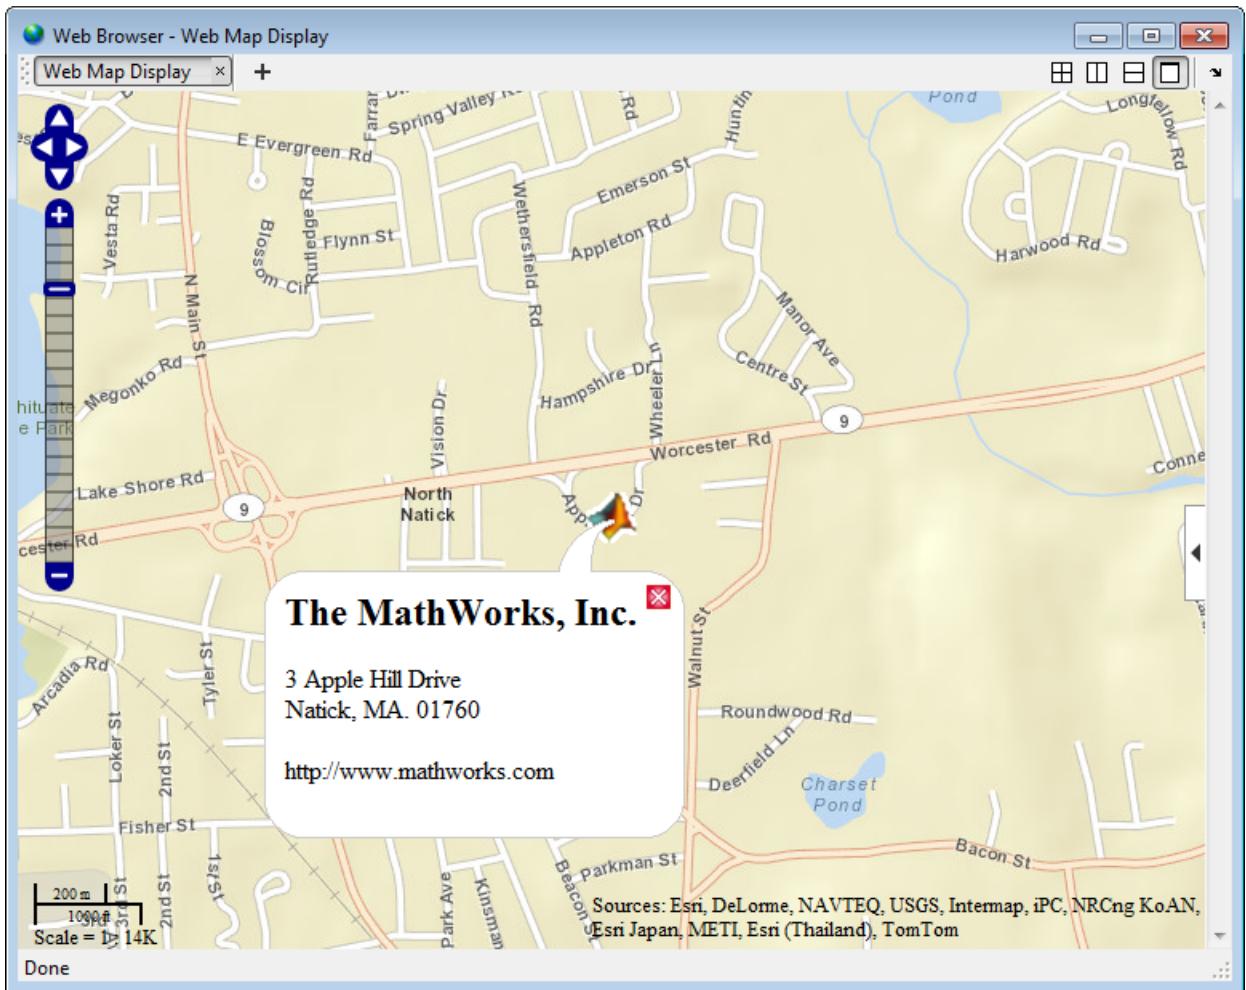 Web Browser - Web Map Display
Web Map Display
Pond
Longfellow Rd
Spring Valley
Rd
E Evergreen Rd
Emerson St
Vesta Rd
Blossom Cir
Rutledge Rd
Flynn St
Wethersfield Rd
Appleton Rd
Harwood Rd
N Main St
Manor Ave
Megonko Rd
Centre St
Hampshire Dr
Wheeler Ln
9
Vision Dr
Worcester Rd
Lake Shore Rd
North
Natick
9
Dr
The MathWorks, Inc.
3 Apple Hill Drive
Natick, MA. 01760
http://www.mathworks.com
Walnut St
Arcadia Rd
Tyler St
Roundwood Rd
Loker St
2nd St
Deerfield Ln
Charset
Pond
Fisher St
Bacon St
Parkman St
1st St
3rd St
2nd St
Park Ave
Kinsman
Beacon St
200 m
1000 ft
Scale = 1 : 14K
Sources: Esri, DeLorme, NAVTEQ, USGS, Intermap, iPC, NRCng KoAN,
Esri Japan, METI, Esri (Thailand), TomTom
Done